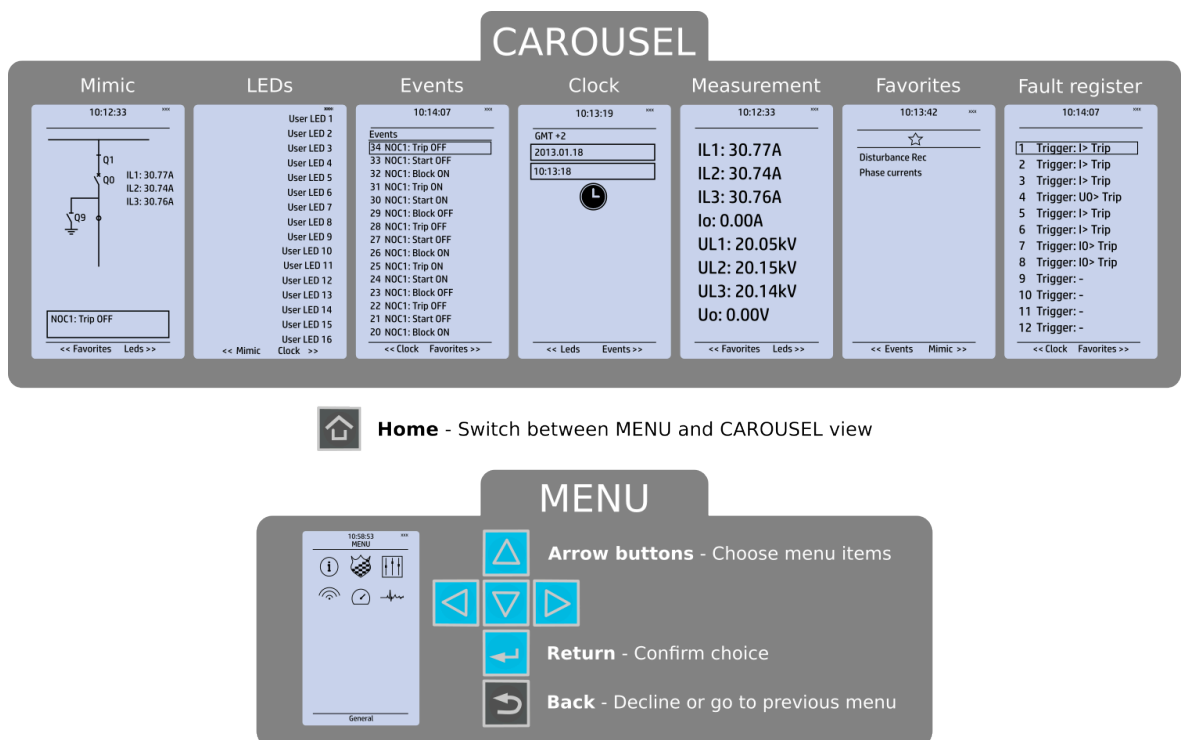 CAROUSEL
Mimic
10:12:33 xxx
Q1
Q0
IL1: 30.77A
IL2: 30.74A
IL3: 30.76A
Q9
NOC1: Trip OFF
<< Favorites Leds >>
LEDs
User LED 1
User LED 2
User LED 3
User LED 4
User LED 5
User LED 6
User LED 7
User LED 8
User LED 9
User LED 10
User LED 11
User LED 12
User LED 13
User LED 14
User LED 15
User LED 16
<< Mimic Clock >>
Events
10:14:07 xxx
Events
34 NOC1: Trip OFF
33 NOC1: Start OFF
32 NOC1: Block ON
31 NOC1: Trip ON
30 NOC1: Start ON
29 NOC1: Block OFF
28 NOC1: Trip OFF
27 NOC1: Start OFF
26 NOC1: Block ON
25 NOC1: Trip ON
24 NOC1: Start ON
23 NOC1: Block OFF
22 NOC1: Trip OFF
21 NOC1: Start OFF
20 NOC1: Block ON
<< Clock Favorites >>
Clock
10:13:19 xxx
GMT +2
2013.01.18
10:13:18
<< Leds Events >>
Measurement
10:12:33 xxx
IL1: 30.77A
IL2: 30.74A
IL3: 30.76A
Io: 0.00A
UL1: 20.05kV
UL2: 20.15kV
UL3: 20.14kV
Uo: 0.00V
<< Favorites Leds >>
Favorites
10:13:42 xxx
Disturbance Rec
Phase currents
<< Events Mimic >>
Fault register
10:14:07 xxx
1 Trigger: I> Trip
2 Trigger: I> Trip
3 Trigger: I> Trip
4 Trigger: U0> Trip
5 Trigger: I> Trip
6 Trigger: I> Trip
7 Trigger: I0> Trip
8 Trigger: I0> Trip
9 Trigger: -
10 Trigger: -
11 Trigger: -
12 Trigger: -
<< Clock Favorites >>
Home - Switch between MENU and CAROUSEL view
MENU
10:58:53 xxx
MENU
i
General
Arrow buttons - Choose menu items
Return - Confirm choice
Back - Decline or go to previous menu